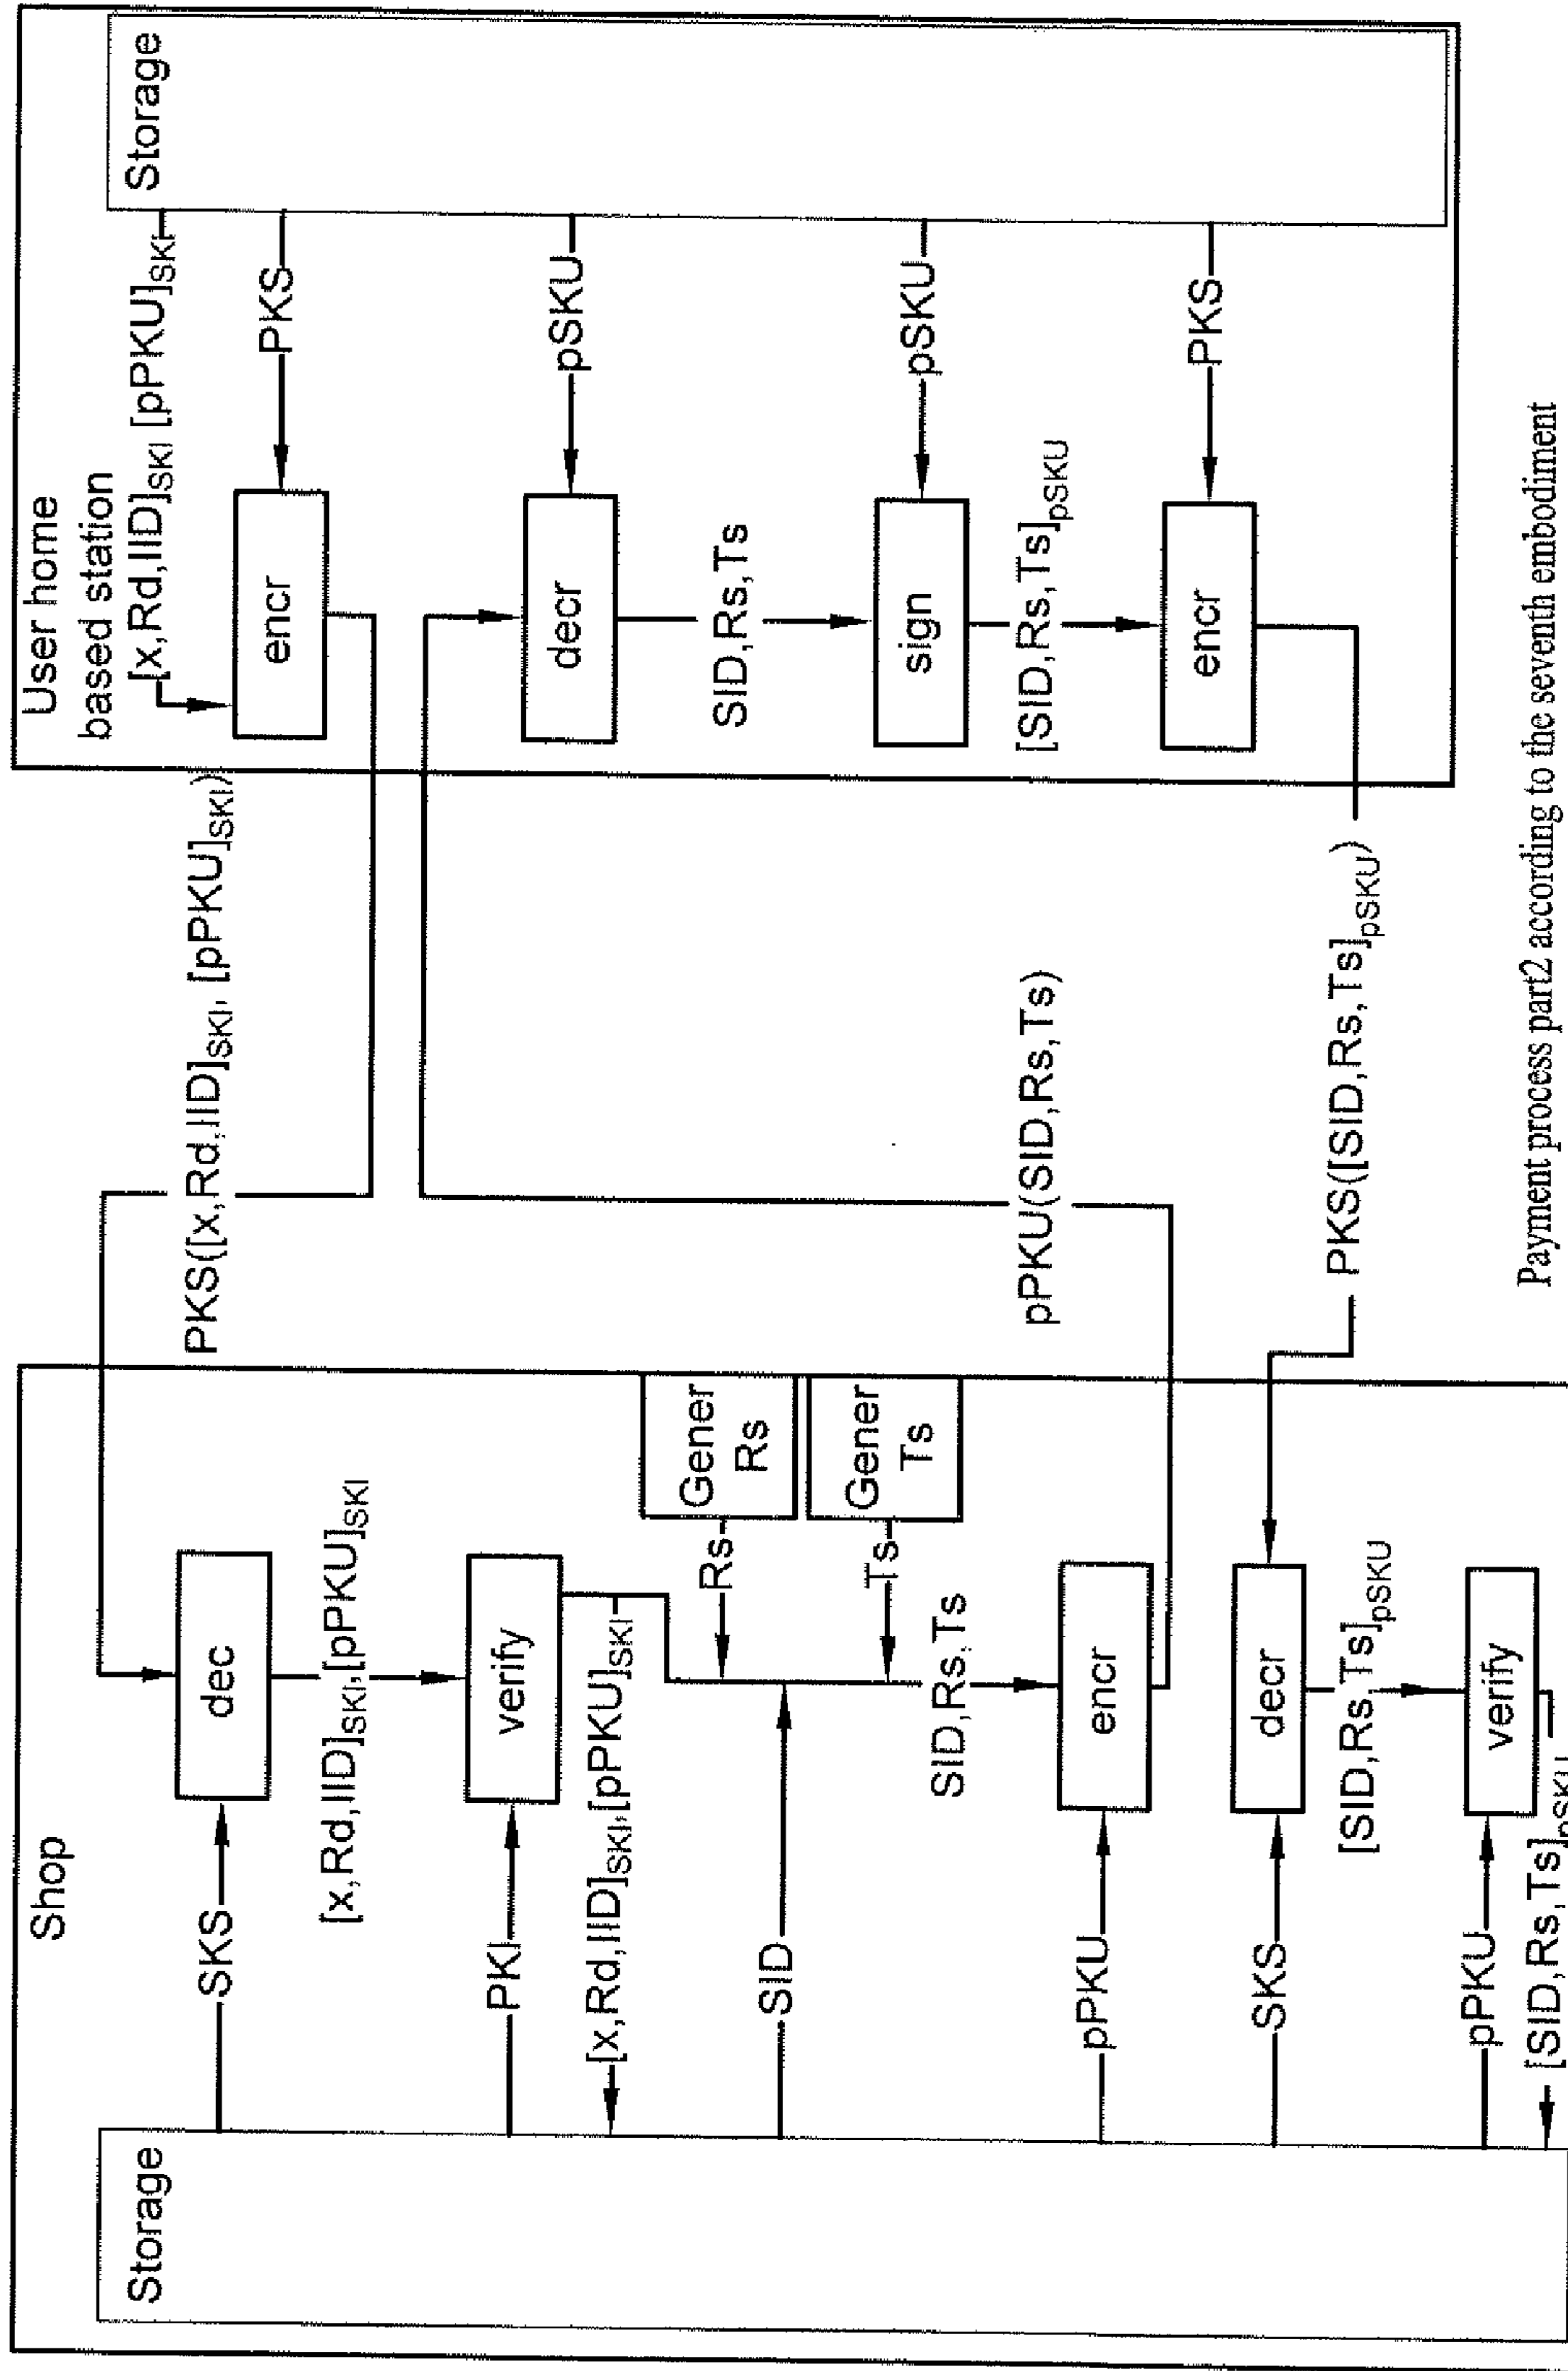 Shop
Storage
SKS
dec
[x,Rd,IID]SKI,[pPKU]SKI
PKI
verify
[x,Rd,IID]SKI,[pPKU]SKI
Gener
Rs
Rs
SID
Gener
Ts
Ts
SID,Rs,Ts
pPKU
encr
SKS
decr
[SID,Rs,Ts]pSKU
pPKU
verify
[SID,Rs,Ts]pSKU
PKS([x,Rd,IID]SKI, [pPKU]SKI)
pPKU(SID,Rs,Ts)
PKS([SID,Rs,Ts]pSKU)
User home
based station
[x,Rd,IID]SKI [pPKU]SKI
Storage
encr
PKS
decr
pSKU
SID,Rs,Ts
sign
pSKU
[SID,Rs,Ts]pSKU
encr
PKS
Payment process part2 according to the seventh embodiment